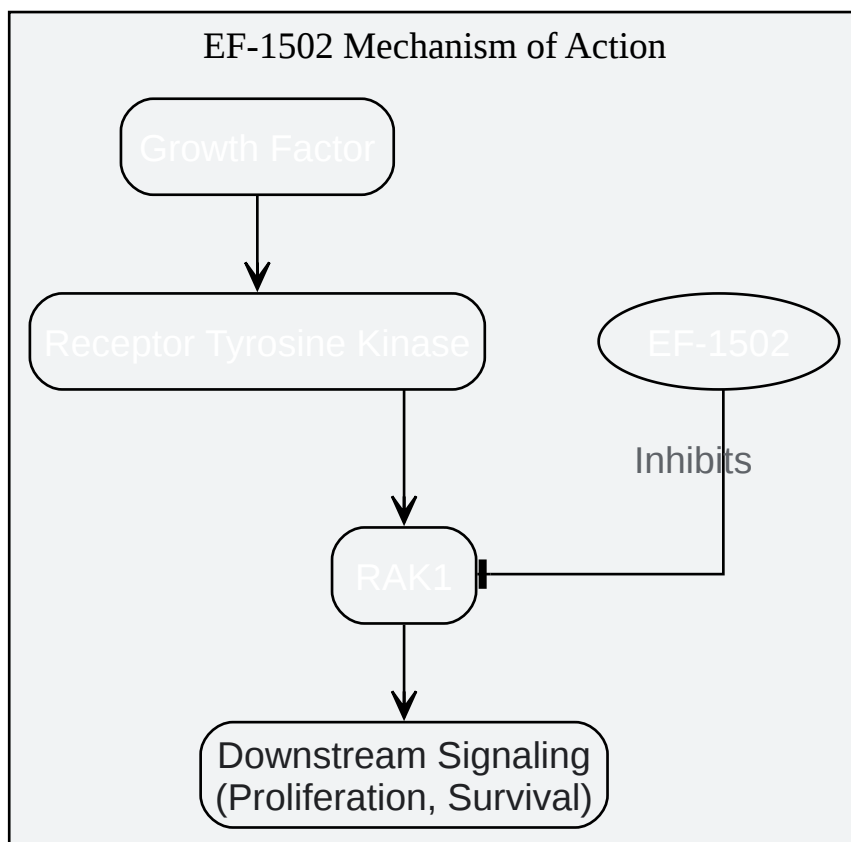 EF-1502 Mechanism of Action
Growth Factor
Receptor Tyrosine Kinase
EF-1502
Inhibits
RAK1
Downstream Signaling
(Proliferation, Survival)